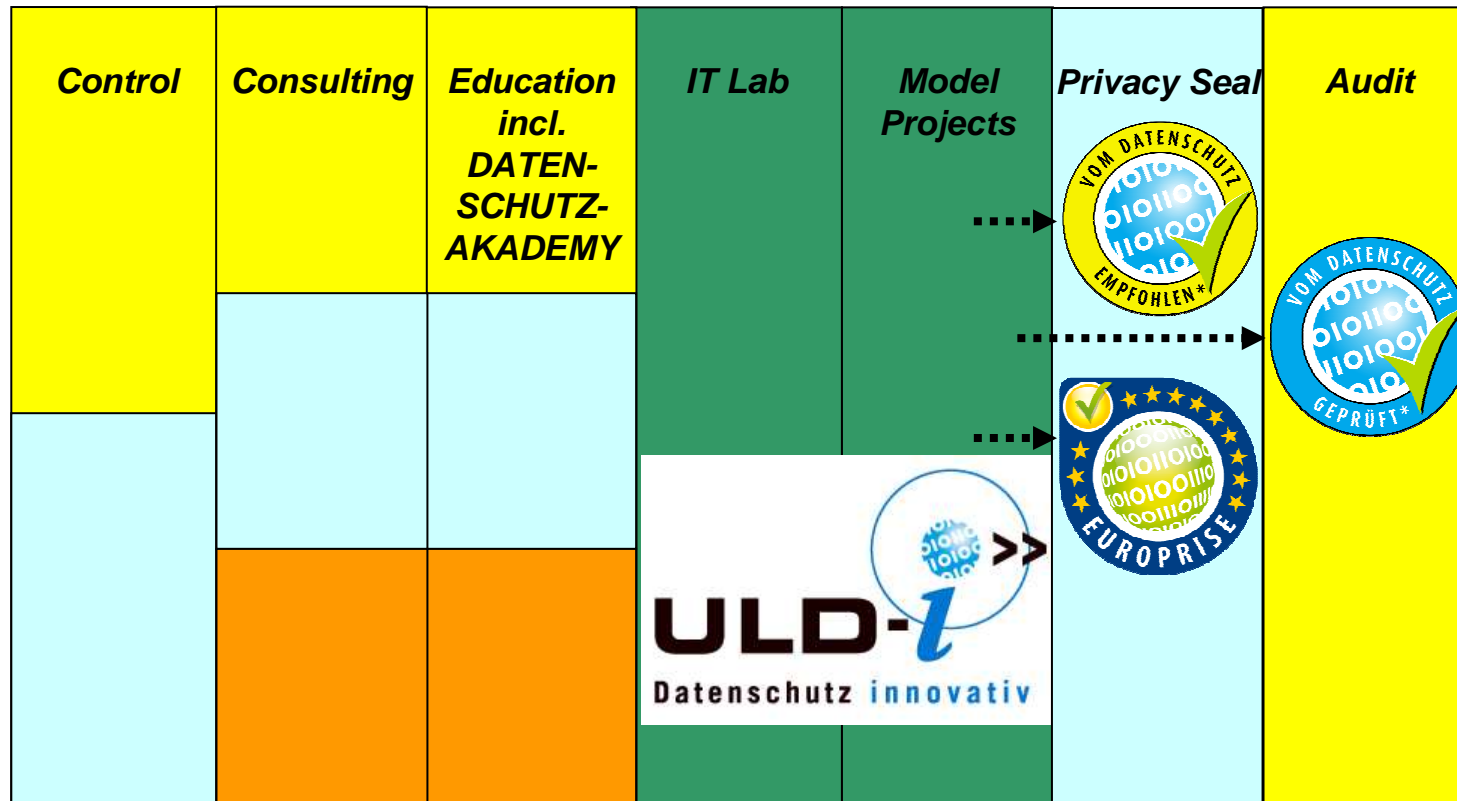 Control
Consulting
Education
incl.
DATEN-
SCHUTZ-
AKADEMY
IT Lab
Model
Projects
Privacy Seal
Audit
VOM DATENSCHUTZ
EMPFOHLEN*
VOM DATENSCHUTZ
GEPRÜFT*
EUROPRISE
>>
ULD-i
Datenschutz innovativ